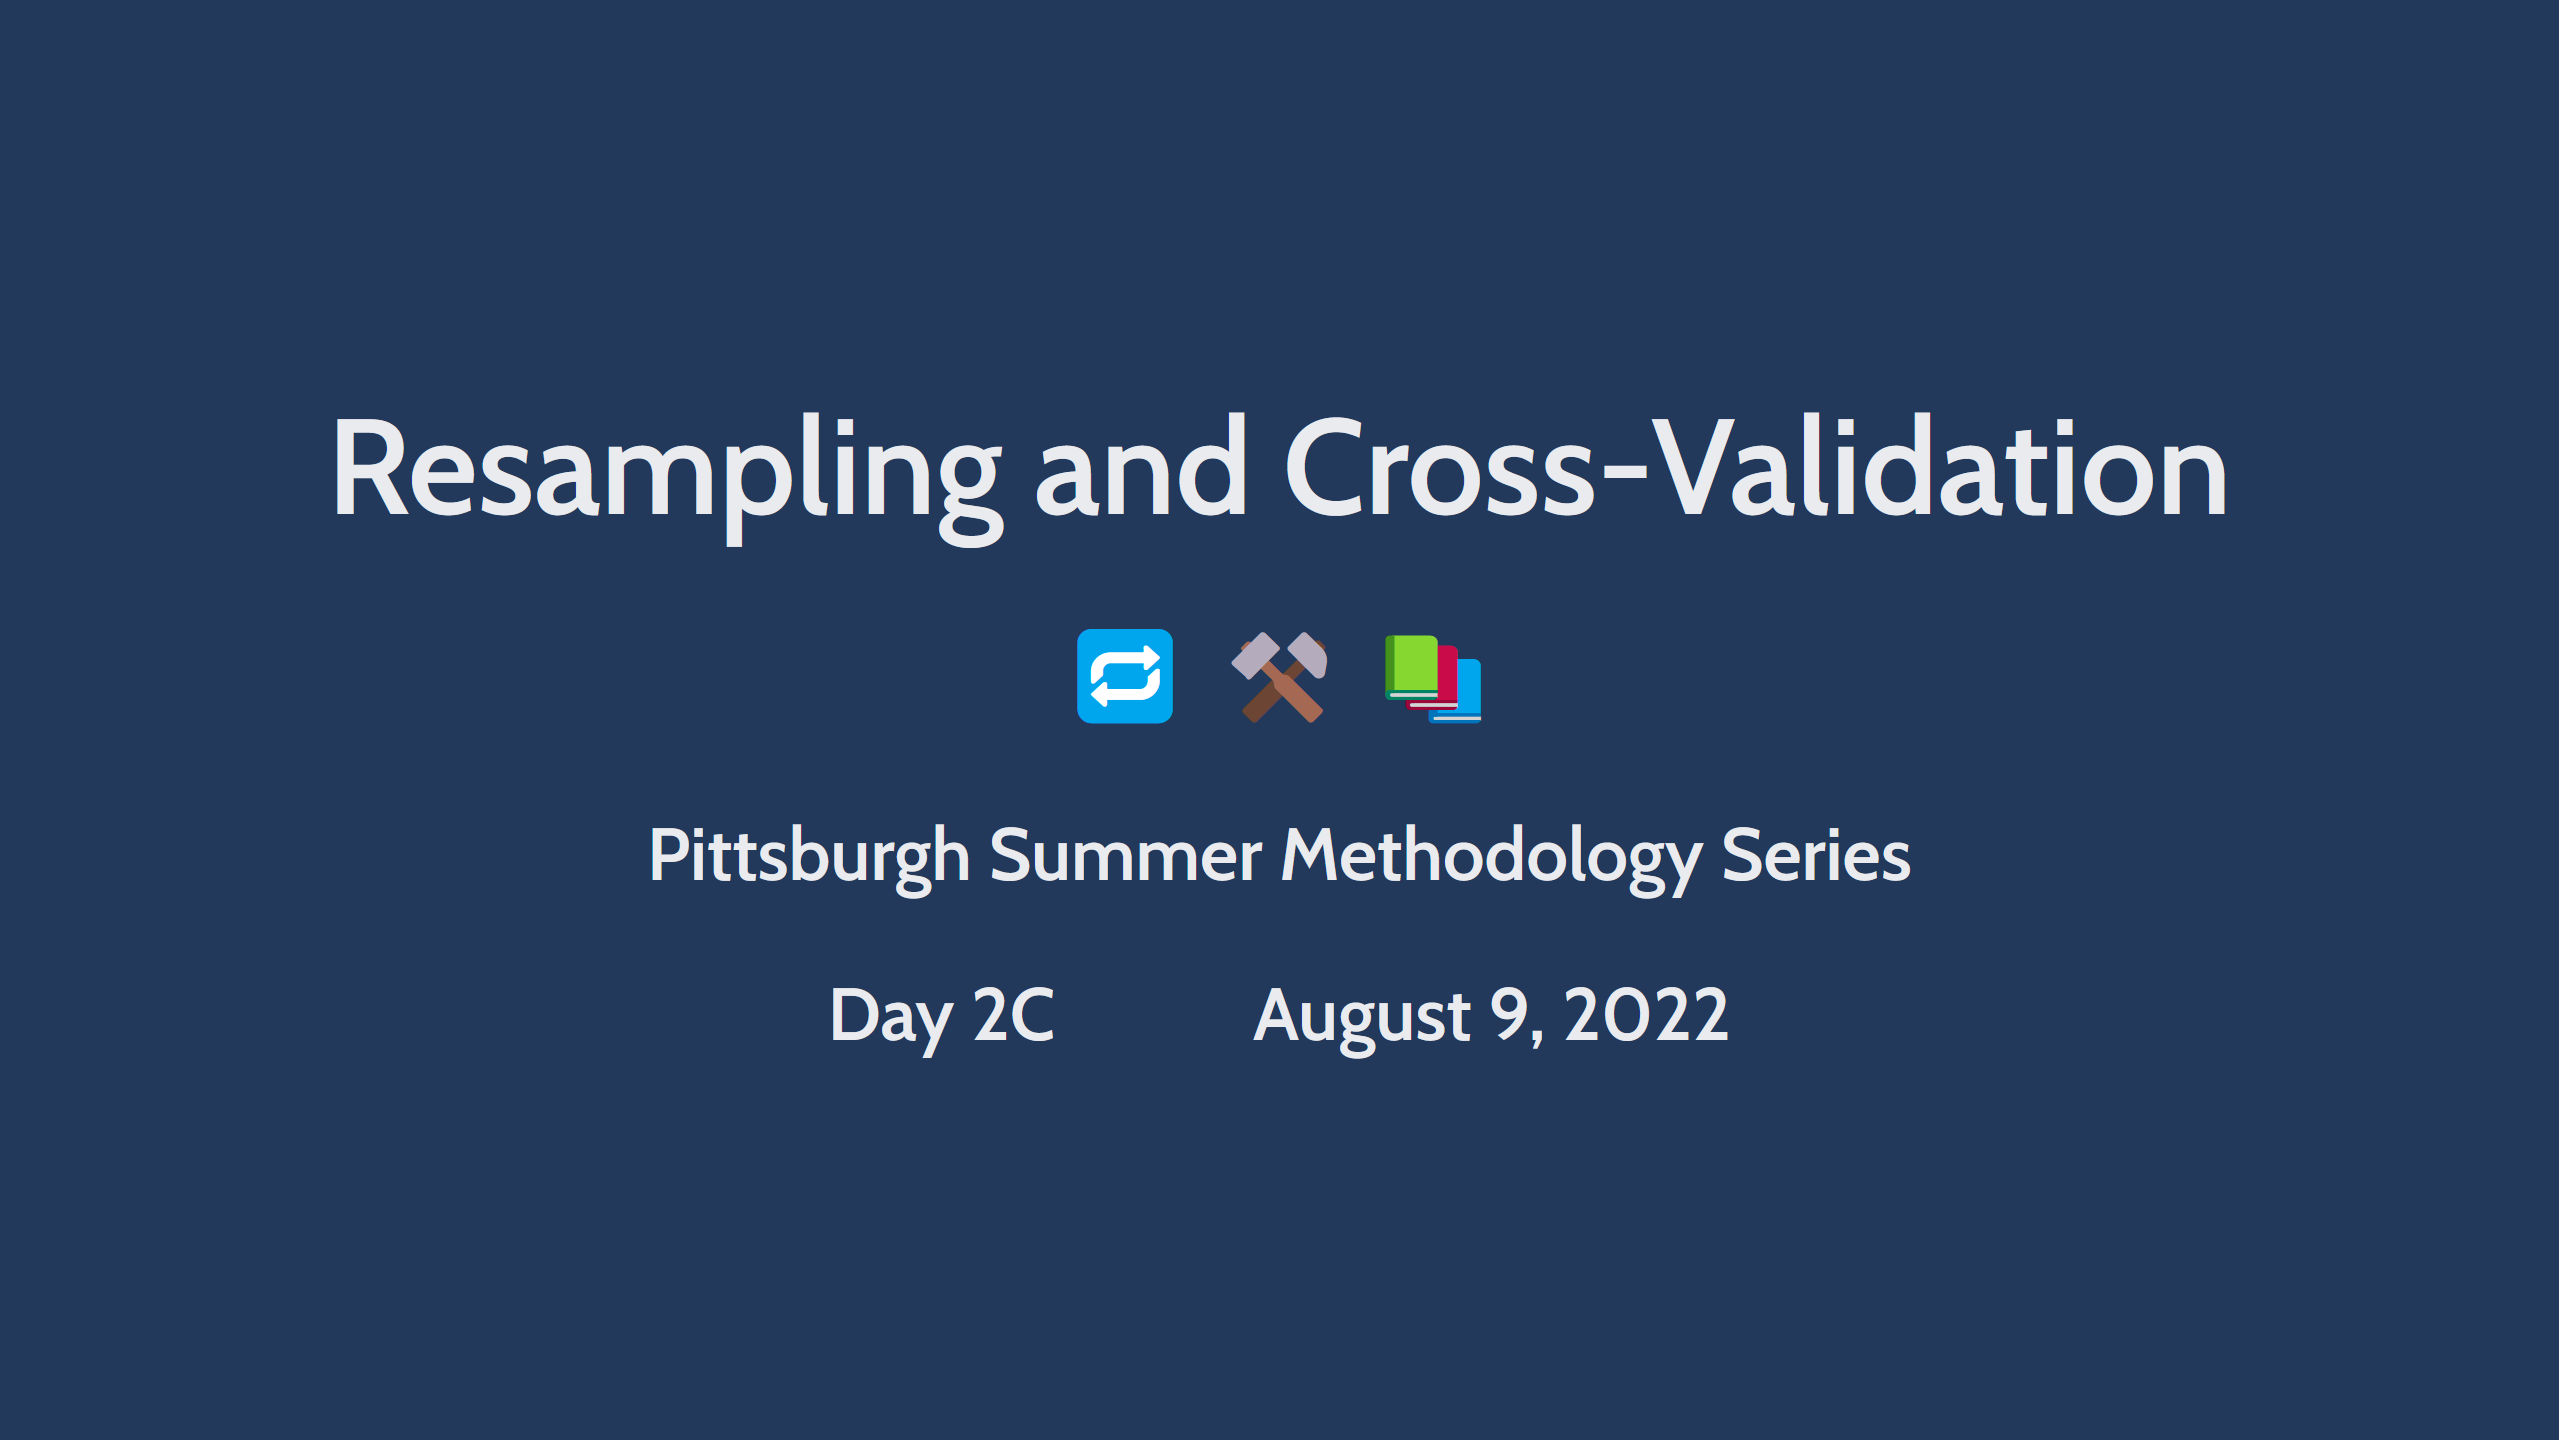 Resampling and Cross-Validation
Pittsburgh Summer Methodology Series
Day 2C August 9, 2022